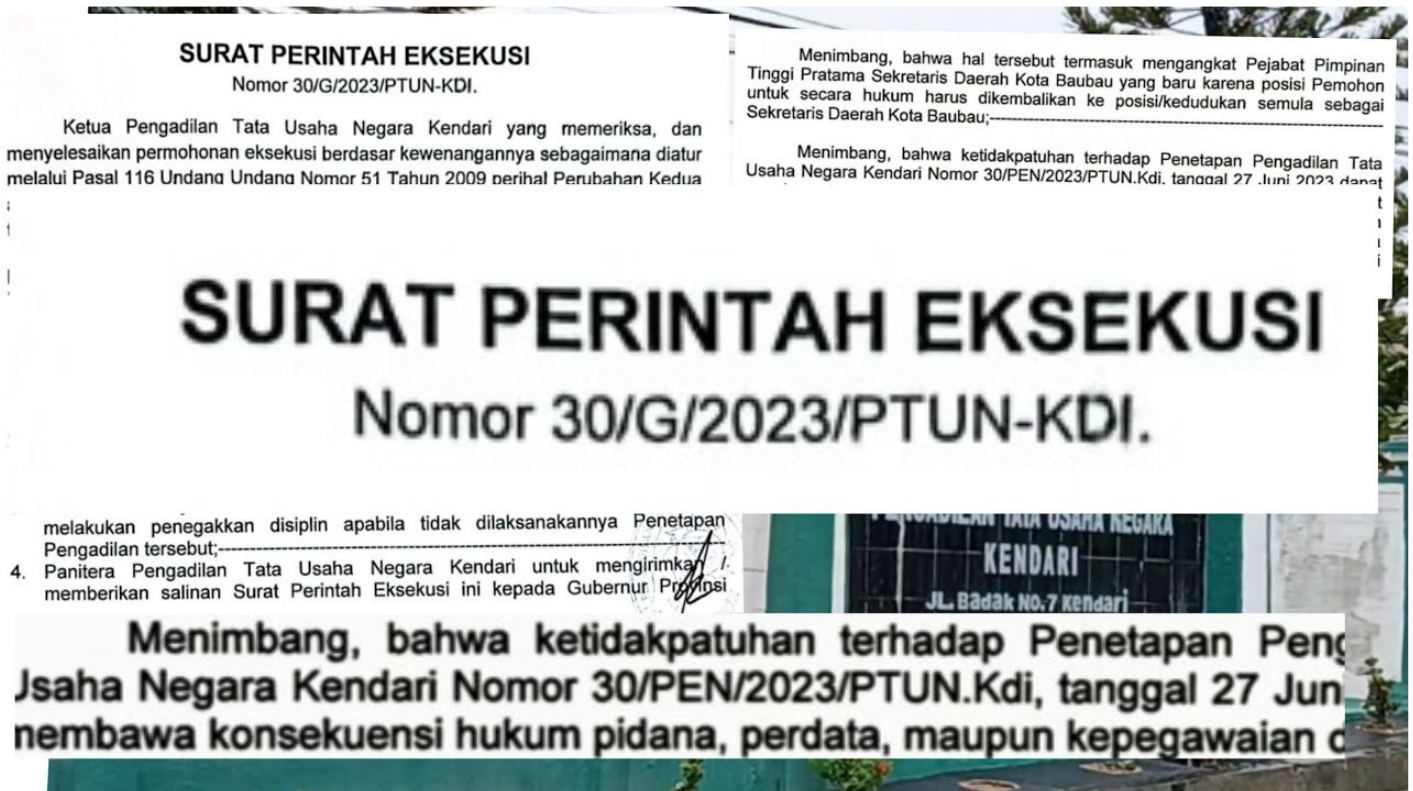 SURAT PERINTAH EKSEKUSI
Nomor 30/G/2023/PTUN-KDI.
Ketua Pengadilan Tata Usaha Negara Kendari yang memeriksa, dan
menyelesaikan permohonan eksekusi berdasar kewenangannya sebagaimana diatur
melalui Pasal 116 Undang Undang Nomor 51 Tahun 2009 perihal Perubahan Kedua
Menimbang, bahwa hal tersebut termasuk mengangkat Pejabat Pimpinan
Tinggi Pratama Sekretaris Daerah Kota Baubau yang baru karena posisi Pemohon
untuk secara hukum harus dikembalikan ke posisi/kedudukan semula sebagai
Sekretaris Daerah Kota Baubau;
Menimbang, bahwa ketidakpatuhan terhadap Penetapan Pengadilan Tata
Usaha Negara Kendari Nomor 30/PEN/2023/PTUN.Kdi, tanggal 27 Juni 2023 dapat
SURAT PERINTAH EKSEKUSI
Nomor 30/G/2023/PTUN-KDI.
melakukan penegakkan disiplin apabila tidak dilaksanakannya Penetapan
Pengadilan tersebut;
4. Panitera Pengadilan Tata Usaha Negara Kendari untuk mengirimkan /
memberikan salinan Surat Perintah Eksekusi ini kepada Gubernur Provinsi
PENGADILAN TATA USAHA NEGARA
KENDARI
JL. Badak NO.7 Kendari
Menimbang, bahwa ketidakpatuhan terhadap Penetapan Peng
Usaha Negara Kendari Nomor 30/PEN/2023/PTUN.Kdi, tanggal 27 Jun
membawa konsekuensi hukum pidana, perdata, maupun kepegawaian d